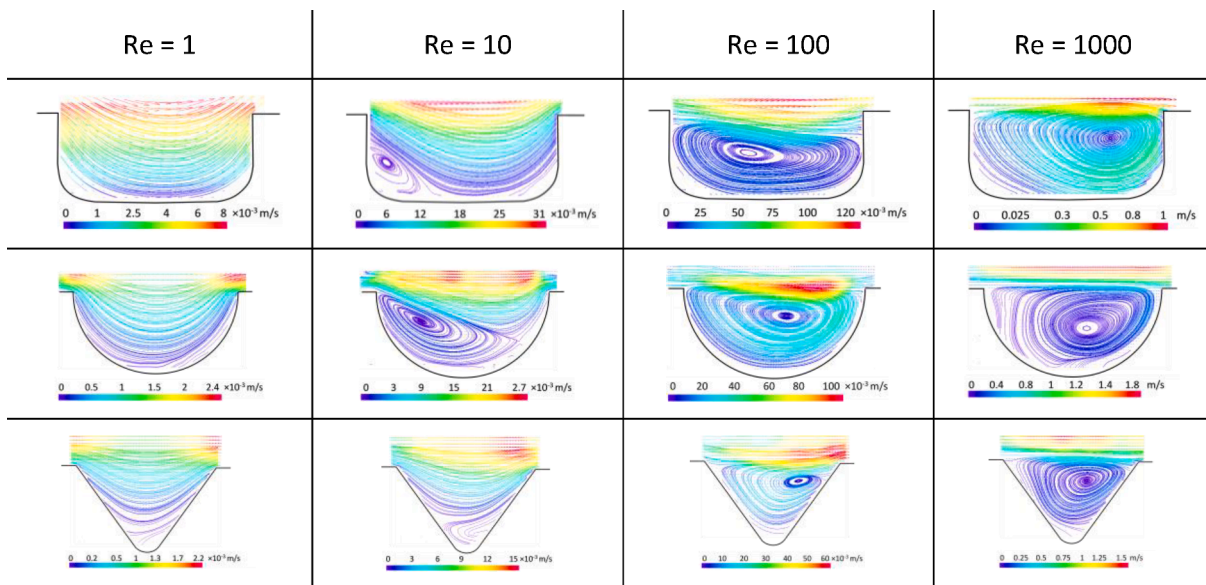 Re = 1 Re = 10 Re = 100 Re = 1000
0 1 2.5 4 6 8 ×10⁻³ m/s
0 6 12 18 25 31 ×10⁻³ m/s
0 25 50 75 100 120 ×10⁻³ m/s
0 0.025 0.3 0.5 0.8 1 m/s
0 0.5 1 1.5 2 2.4 ×10⁻³ m/s
0 3 9 15 21 2.7 ×10⁻³ m/s
0 20 40 60 80 100 ×10⁻³ m/s
0 0.4 0.8 1 1.2 1.4 1.8 m/s
0 0.2 0.5 1 1.3 1.7 2.2 ×10⁻³ m/s
0 3 6 9 12 15 ×10⁻³ m/s
0 10 20 30 40 50 60 ×10⁻³ m/s
0 0.25 0.5 0.75 1 1.25 1.5 m/s